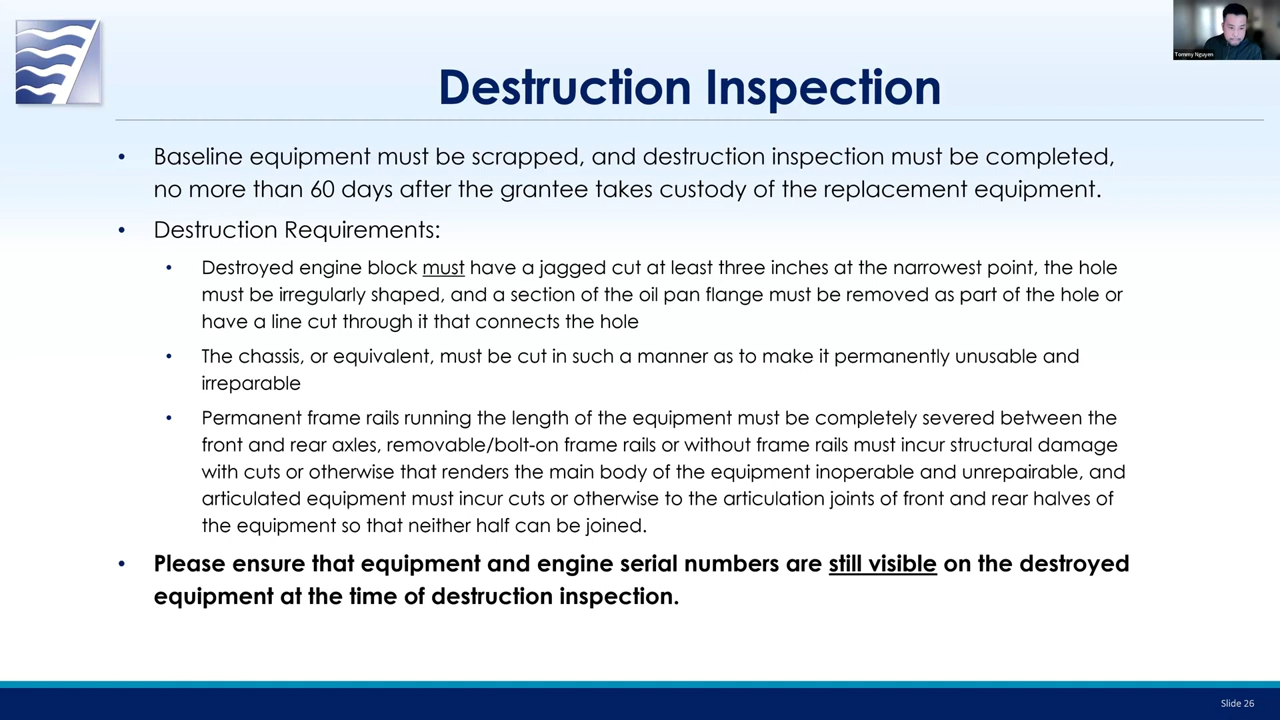 Tommy Nguyen
Destruction Inspection
• Baseline equipment must be scrapped, and destruction inspection must be completed,
no more than 60 days after the grantee takes custody of the replacement equipment.
• Destruction Requirements:
• Destroyed engine block must have a jagged cut at least three inches at the narrowest point, the hole
must be irregularly shaped, and a section of the oil pan flange must be removed as part of the hole or
have a line cut through it that connects the hole
• The chassis, or equivalent, must be cut in such a manner as to make it permanently unusable and
irreparable
• Permanent frame rails running the length of the equipment must be completely severed between the
front and rear axles, removable/bolt-on frame rails or without frame rails must incur structural damage
with cuts or otherwise that renders the main body of the equipment inoperable and unrepairable, and
articulated equipment must incur cuts or otherwise to the articulation joints of front and rear halves of
the equipment so that neither half can be joined.
• Please ensure that equipment and engine serial numbers are still visible on the destroyed
equipment at the time of destruction inspection.
Slide 26